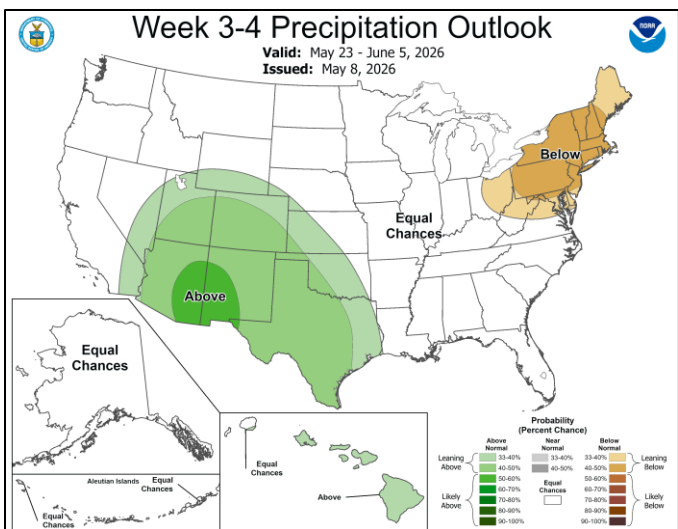 Week 3-4 Precipitation Outlook
Valid: May 23 - June 5, 2026
Issued: May 8, 2026
NOAA
Below
Equal
Chances
Above
Equal
Chances
Aleutian Islands
Equal
Chances
Equal
Chances
Equal
Chances
Above
Probability
(Percent Chance)
Above
Normal
Near
Normal
Below
Normal
Leaning
Above
33-40%
40-50%
33-40%
40-50%
33-40%
40-50%
Leaning
Below
Likely
Above
50-60%
60-70%
70-80%
80-90%
90-100%
Equal
Chances
50-60%
60-70%
70-80%
80-90%
90-100%
Likely
Below